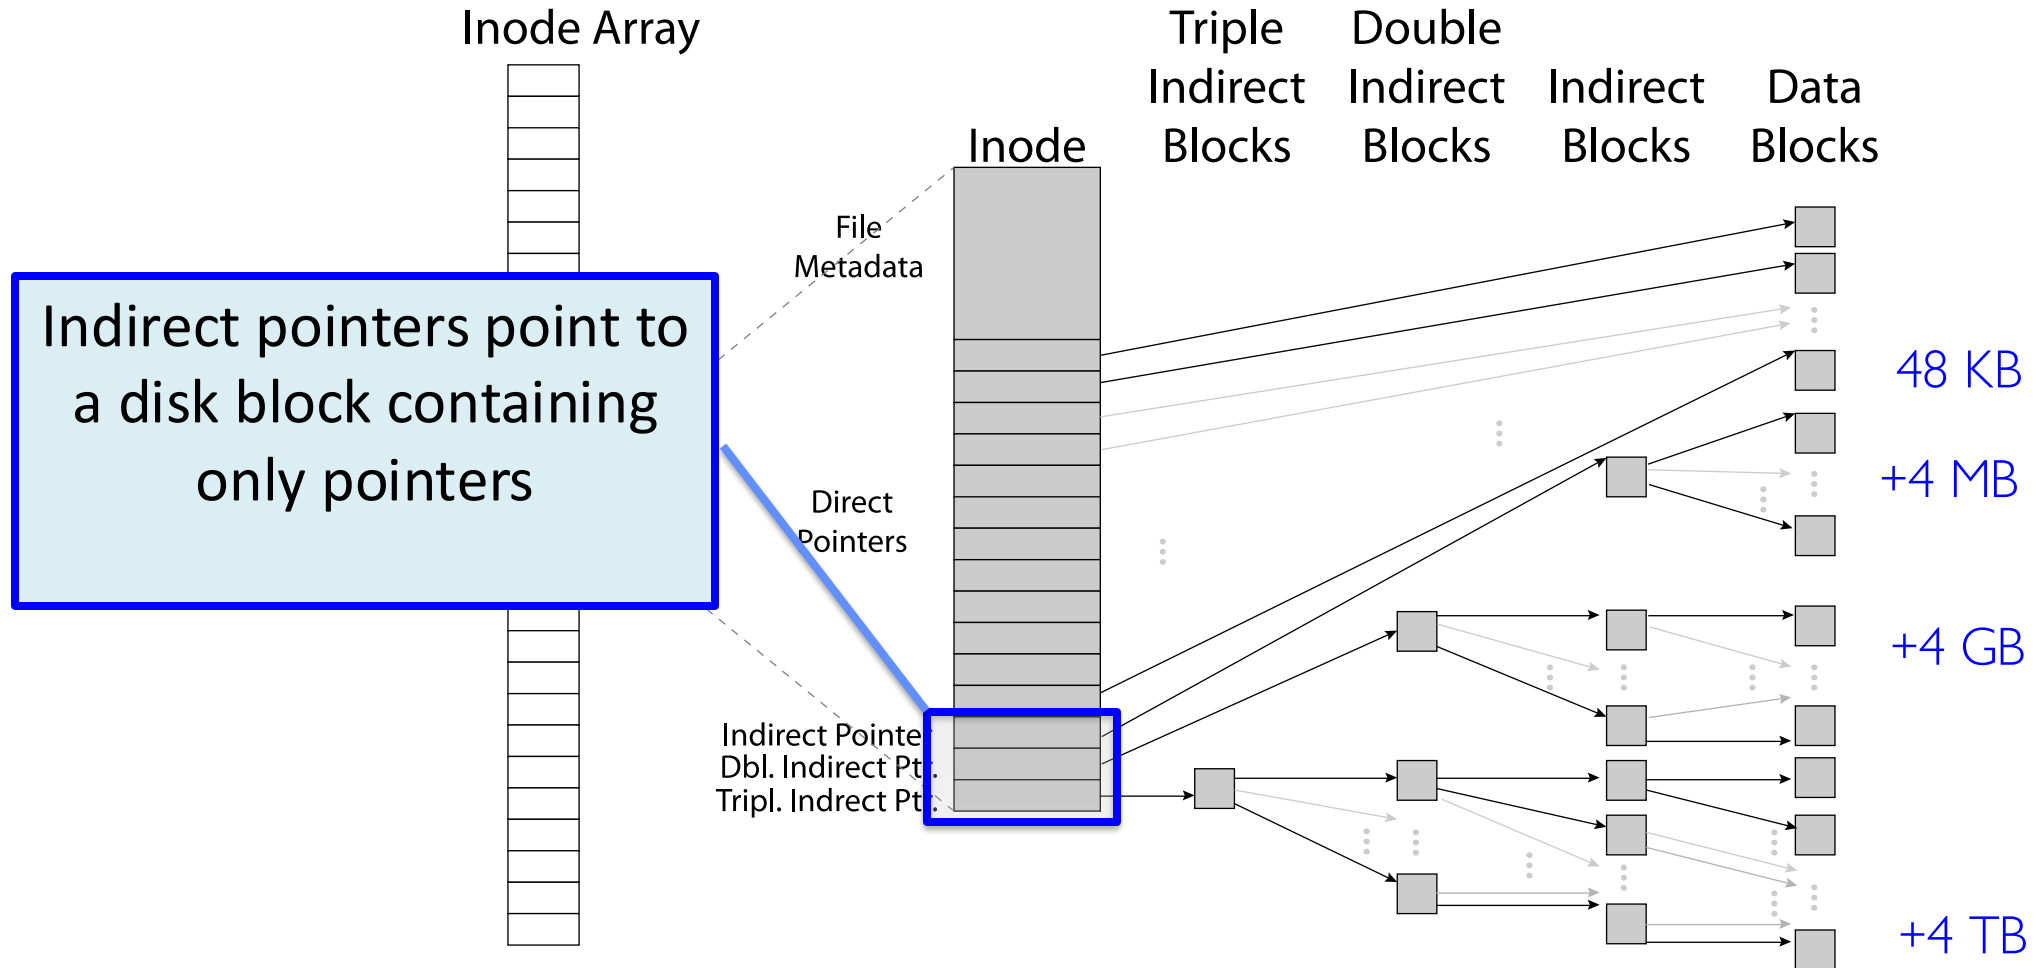 Inode Array
Triple
Indirect
Blocks
Double
Indirect
Blocks
Indirect
Blocks
Data
Blocks
Inode
File
Metadata
Indirect pointers point to
a disk block containing
only pointers
Direct
Pointers
Indirect Pointer
Dbl. Indirect Ptr.
Tripl. Indrect Ptr.
48 KB
+4 MB
+4 GB
+4 TB